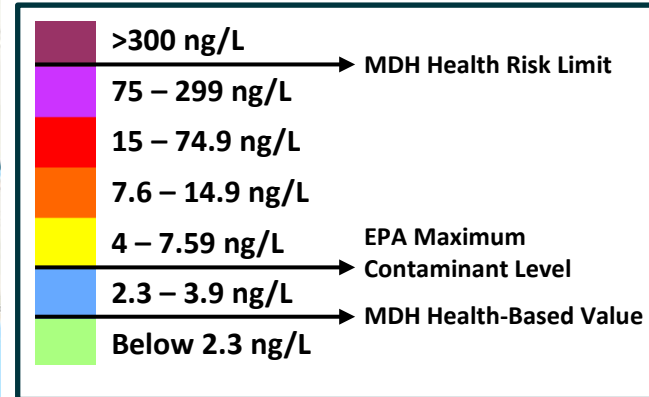 >300 ng/L
MDH Health Risk Limit
75 – 299 ng/L
15 – 74.9 ng/L
7.6 – 14.9 ng/L
4 – 7.59 ng/L
EPA Maximum
Contaminant Level
2.3 – 3.9 ng/L
MDH Health-Based Value
Below 2.3 ng/L